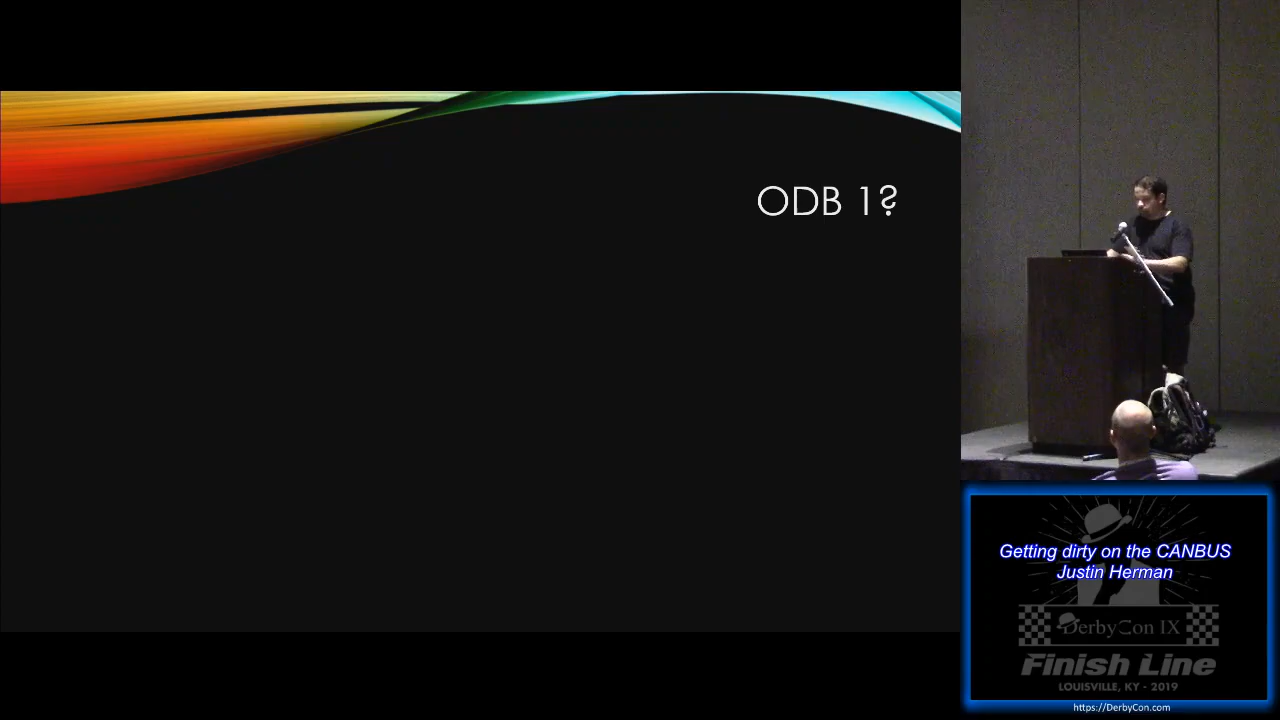 ODB 1?
Getting dirty on the CANBUS
Justin Herman
DerbyCon IX
Finish Line
LOUISVILLE, KY - 2019
https://DerbyCon.com